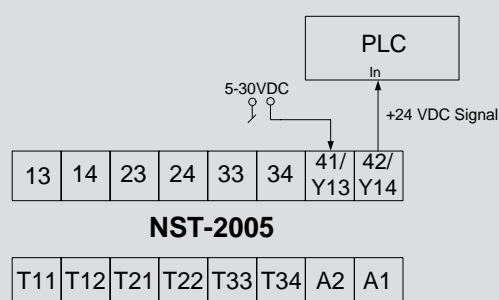 PLC
In
5-30VDC
+24 VDC Signal
13 14 23 24 33 34 41/ Y13 42/ Y14
NST-2005
T11 T12 T21 T22 T33 T34 A2 A1